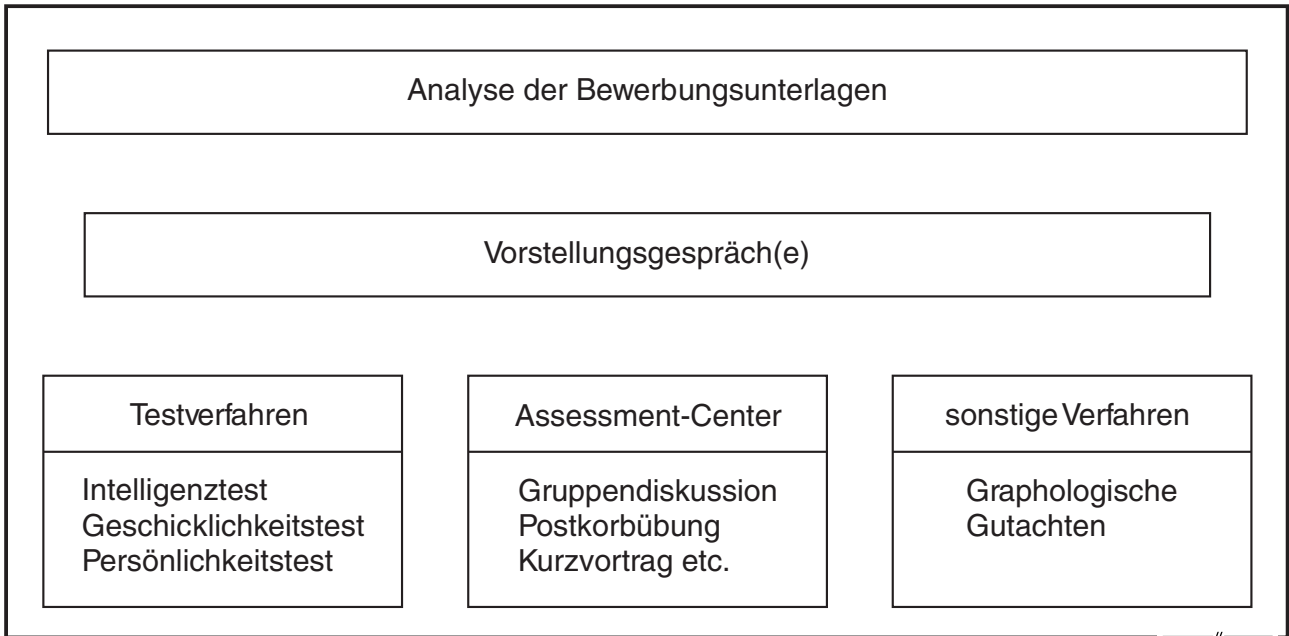 Analyse der Bewerbungsunterlagen
Vorstellungsgespräch(e)
Testverfahren
Intelligenztest
Geschicklichkeitstest
Persönlichkeitstest
Assessment-Center
Gruppendiskussion
Postkorbübung
Kurzvortrag etc.
sonstige Verfahren
Graphologische
Gutachten